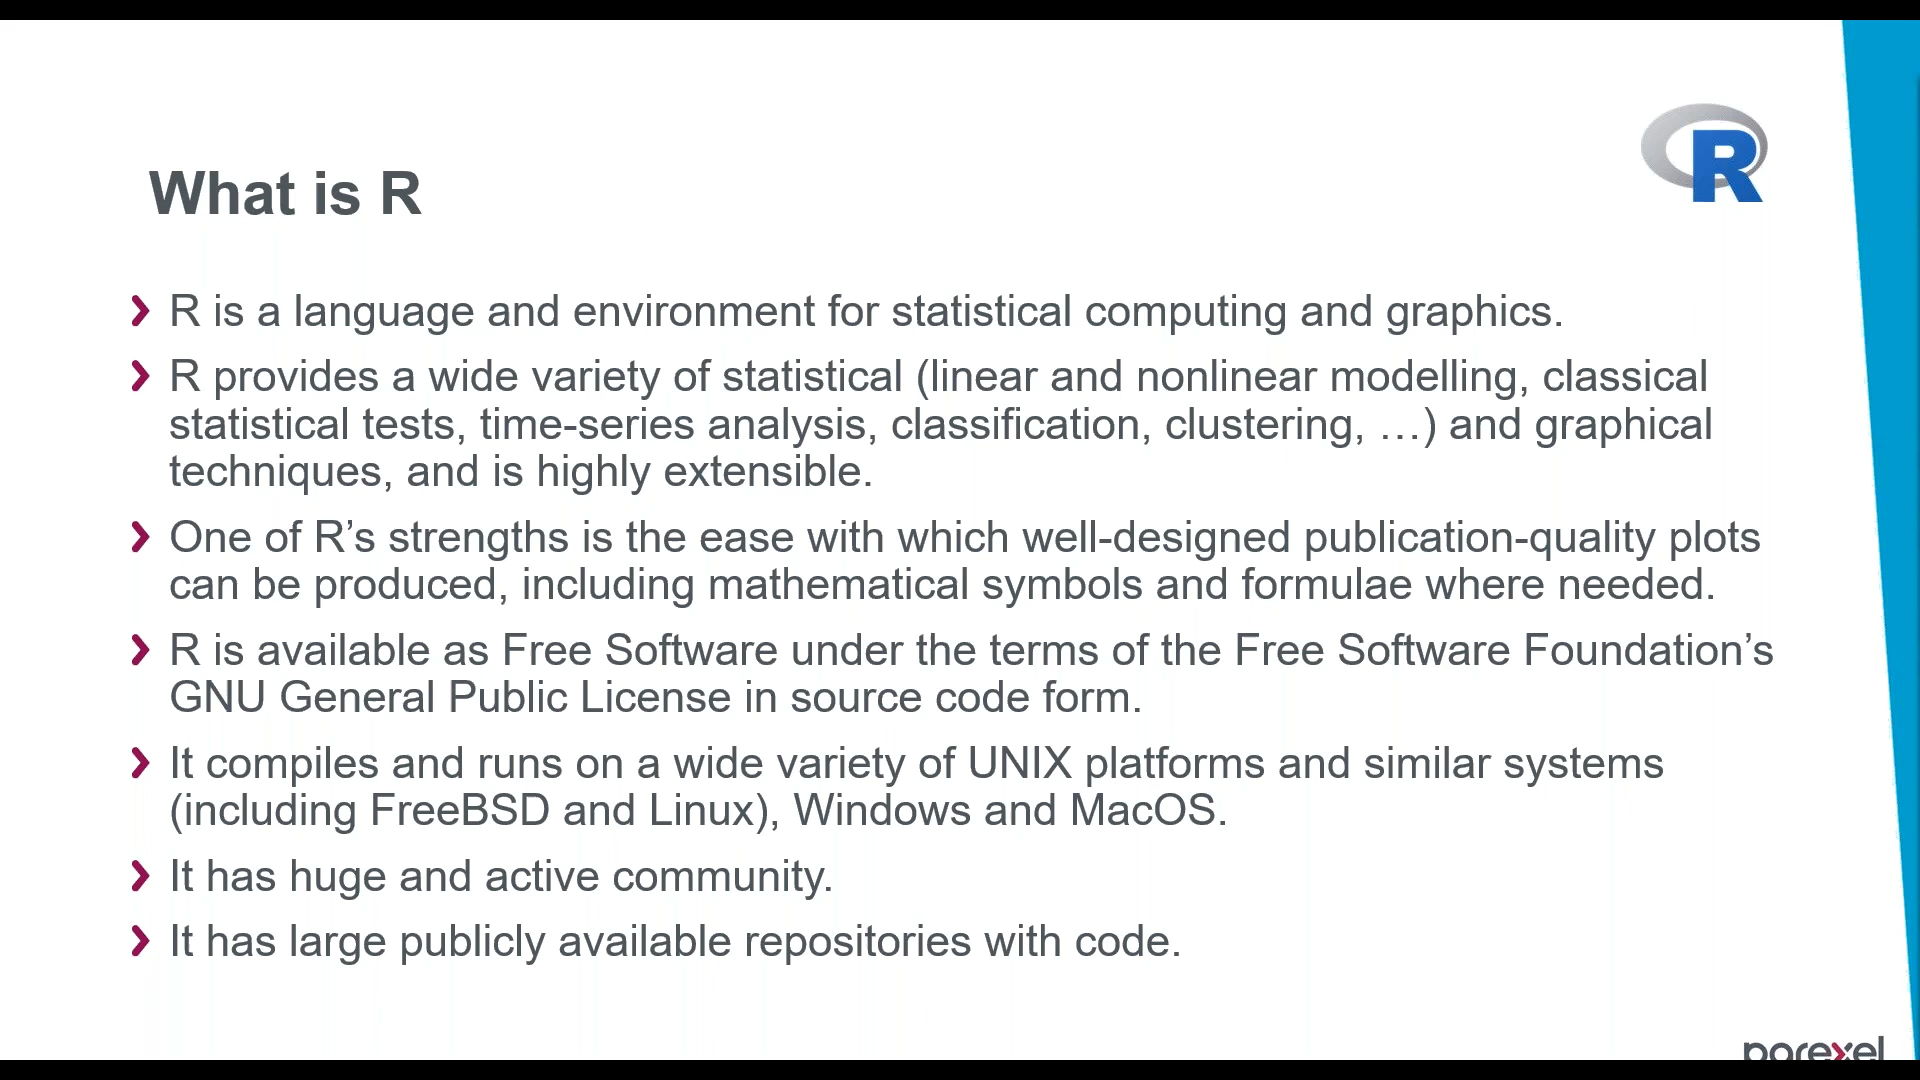 R
What is R
R is a language and environment for statistical computing and graphics.
R provides a wide variety of statistical (linear and nonlinear modelling, classical
statistical tests, time-series analysis, classification, clustering, …) and graphical
techniques, and is highly extensible.
One of R’s strengths is the ease with which well-designed publication-quality plots
can be produced, including mathematical symbols and formulae where needed.
R is available as Free Software under the terms of the Free Software Foundation’s
GNU General Public License in source code form.
It compiles and runs on a wide variety of UNIX platforms and similar systems
(including FreeBSD and Linux), Windows and MacOS.
It has huge and active community.
It has large publicly available repositories with code.
parexel